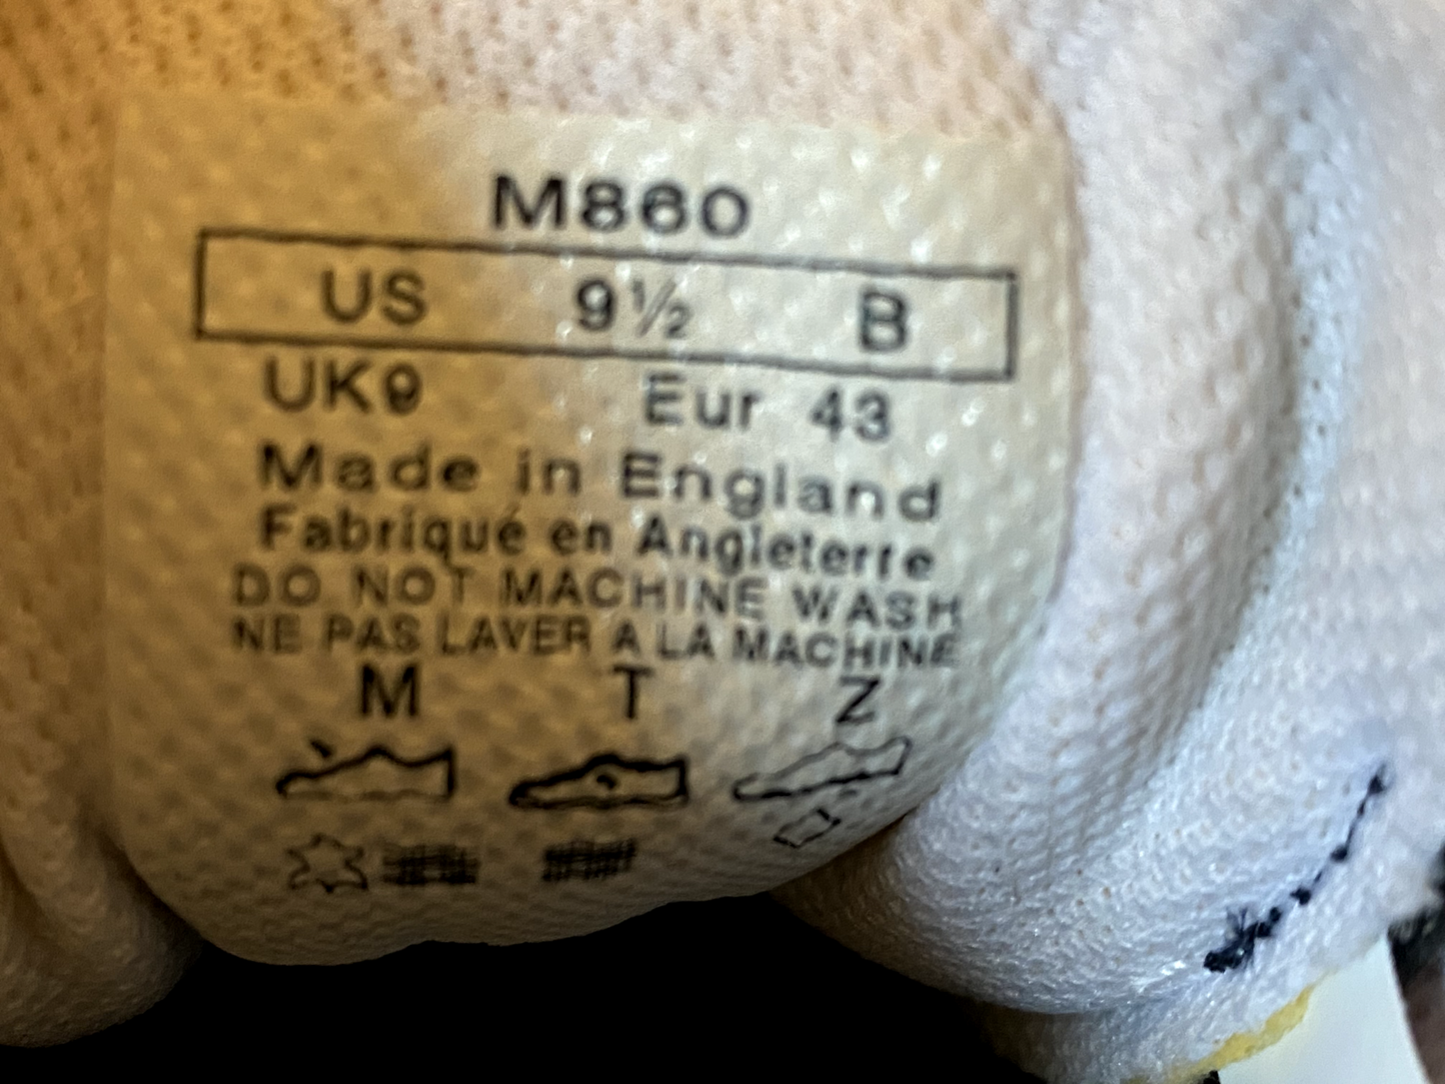 M860
US 9½ B
UK9 Eur 43
Made in England
Fabriqué en Angleterre
DO NOT MACHINE WASH
NE PAS LAVER A LA MACHINE
M T Z